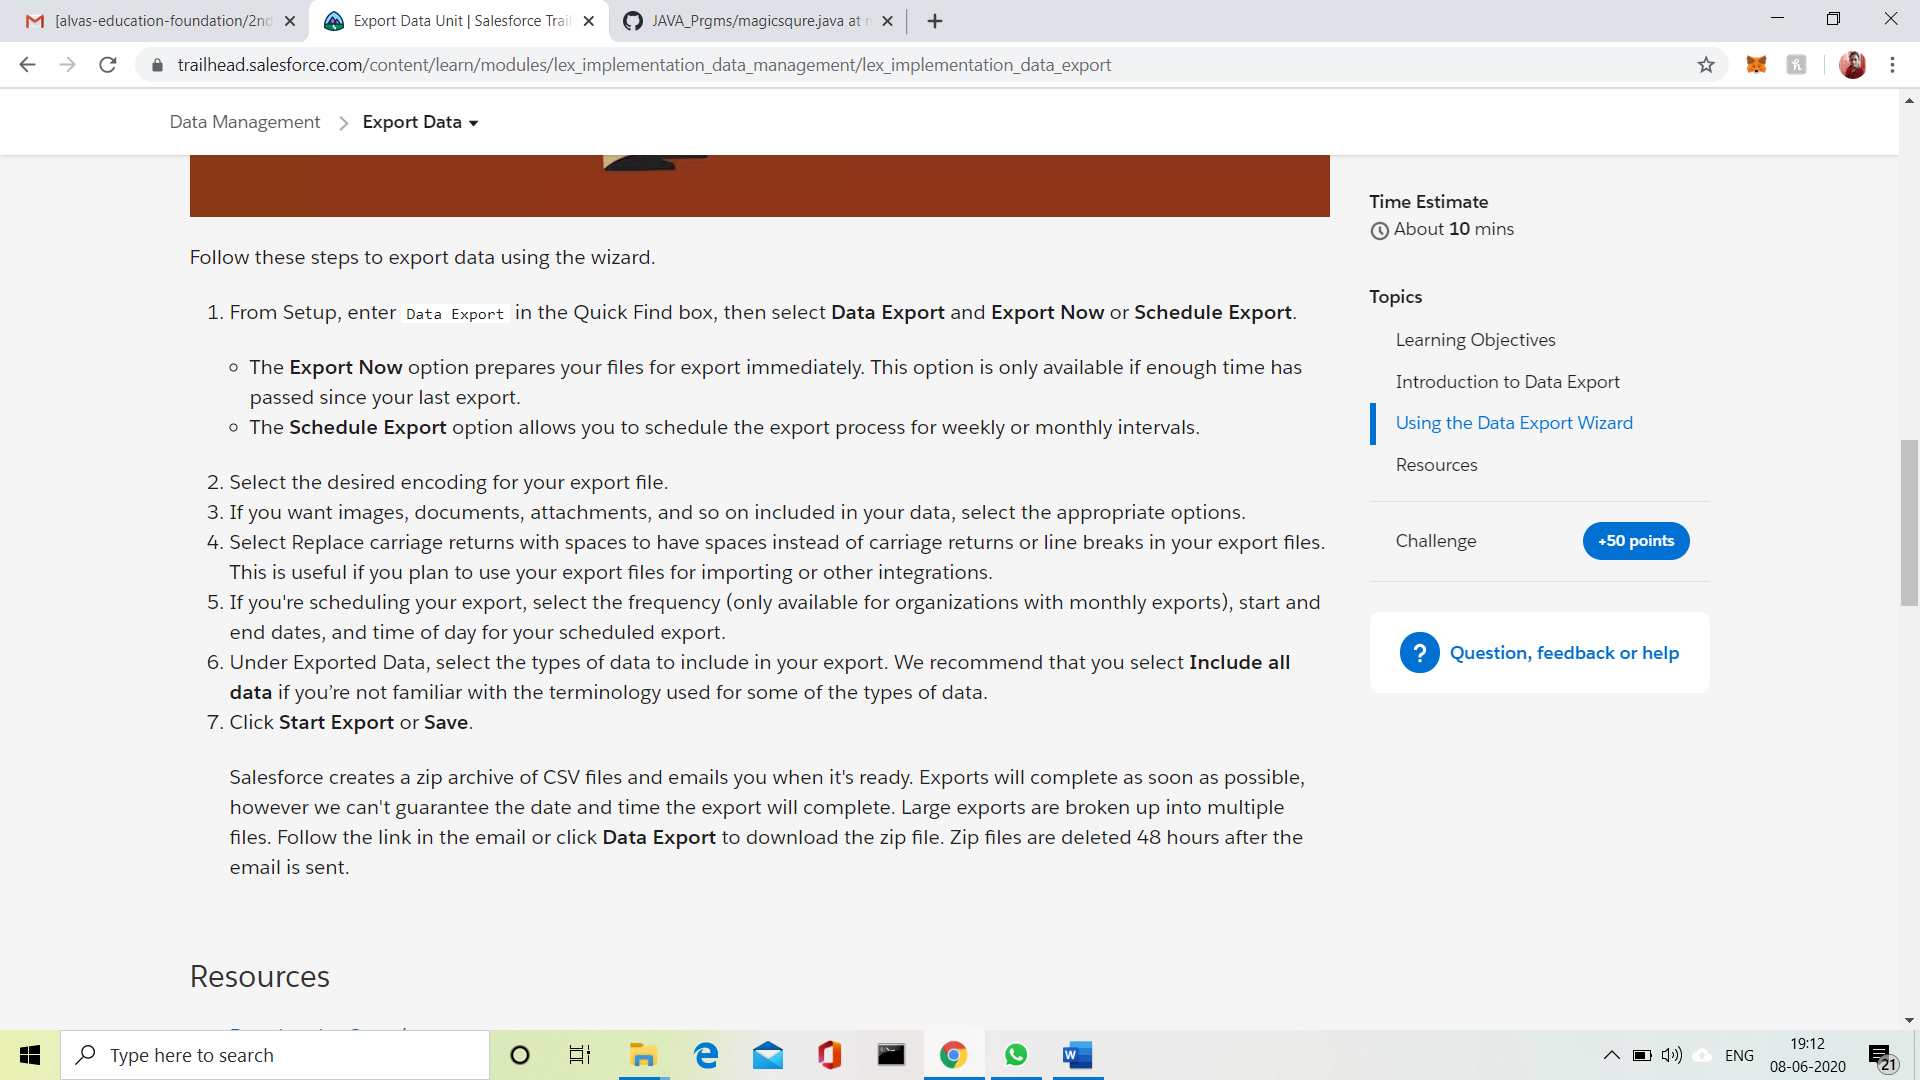 [alvas-education-foundation/2nd
Export Data Unit | Salesforce Trail
JAVA_Prgms/magicsqure.java at
trailhead.salesforce.com/content/learn/modules/lex_implementation_data_management/lex_implementation_data_export
Data Management
Export Data
Follow these steps to export data using the wizard.
1. From Setup, enter Data Export in the Quick Find box, then select Data Export and Export Now or Schedule Export.
The Export Now option prepares your files for export immediately. This option is only available if enough time has
passed since your last export.
The Schedule Export option allows you to schedule the export process for weekly or monthly intervals.
2. Select the desired encoding for your export file.
3. If you want images, documents, attachments, and so on included in your data, select the appropriate options.
4. Select Replace carriage returns with spaces to have spaces instead of carriage returns or line breaks in your export files.
This is useful if you plan to use your export files for importing or other integrations.
5. If you're scheduling your export, select the frequency (only available for organizations with monthly exports), start and
end dates, and time of day for your scheduled export.
6. Under Exported Data, select the types of data to include in your export. We recommend that you select Include all
data if you’re not familiar with the terminology used for some of the types of data.
7. Click Start Export or Save.
Salesforce creates a zip archive of CSV files and emails you when it's ready. Exports will complete as soon as possible,
however we can't guarantee the date and time the export will complete. Large exports are broken up into multiple
files. Follow the link in the email or click Data Export to download the zip file. Zip files are deleted 48 hours after the
email is sent.
Resources
Time Estimate
About 10 mins
Topics
Learning Objectives
Introduction to Data Export
Using the Data Export Wizard
Resources
Challenge
+50 points
? Question, feedback or help
Type here to search
ENG
19:12
08-06-2020
21